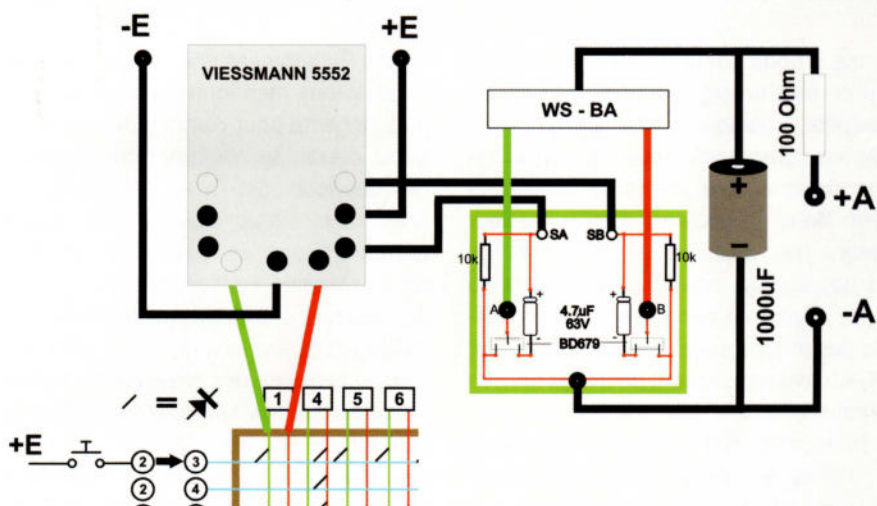 -E
+E
VIESSMANN 5552
WS - BA
100 Ohm
+
+A
−
1000uF
-A
SA
SB
10k
10k
+
+
A
B
4.7uF
63V
-
-
BD679
/ =
1
4
5
6
+E
T
2
3
2
4